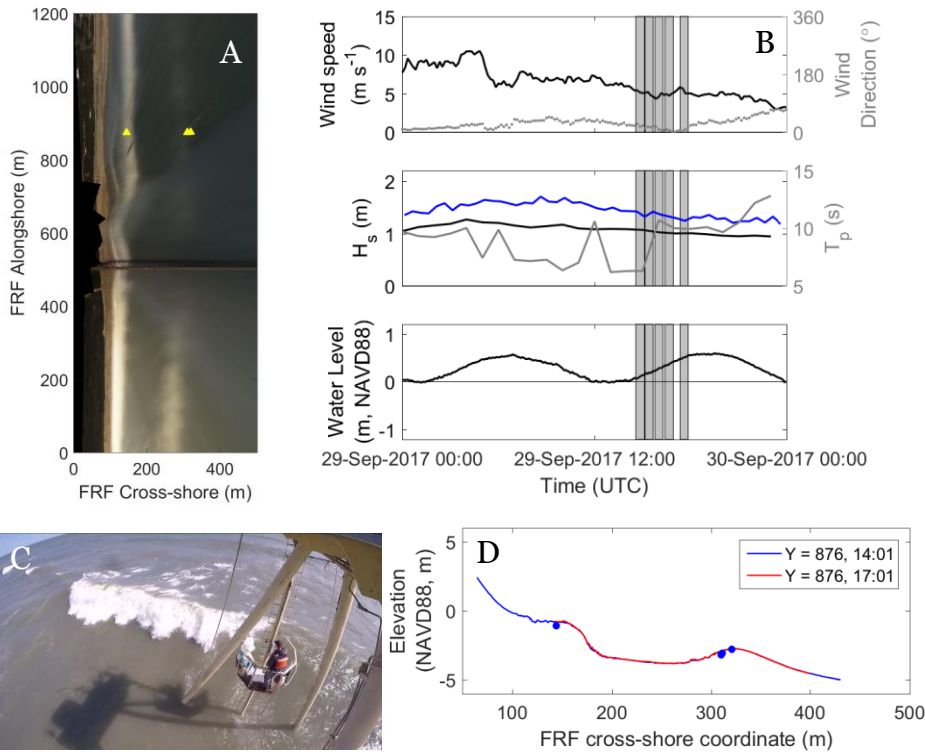 A
1200
1000
800
600
400
200
0
0 200 400
FRF Alongshore (m)
FRF Cross-shore (m)
B
15
10
5
0
Wind speed
(m s-1)
360
180
0
Wind
Direction (°)
2
1
0
Hs (m)
15
10
5
Tp (s)
1
0
-1
Water Level
(m, NAVD88)
29-Sep-2017 00:00 29-Sep-2017 12:00 30-Sep-2017 00:00
Time (UTC)
C
D
5
0
-5
Elevation
(NAVD88, m)
Y = 876, 14:01
Y = 876, 17:01
100 200 300 400 500
FRF cross-shore coordinate (m)